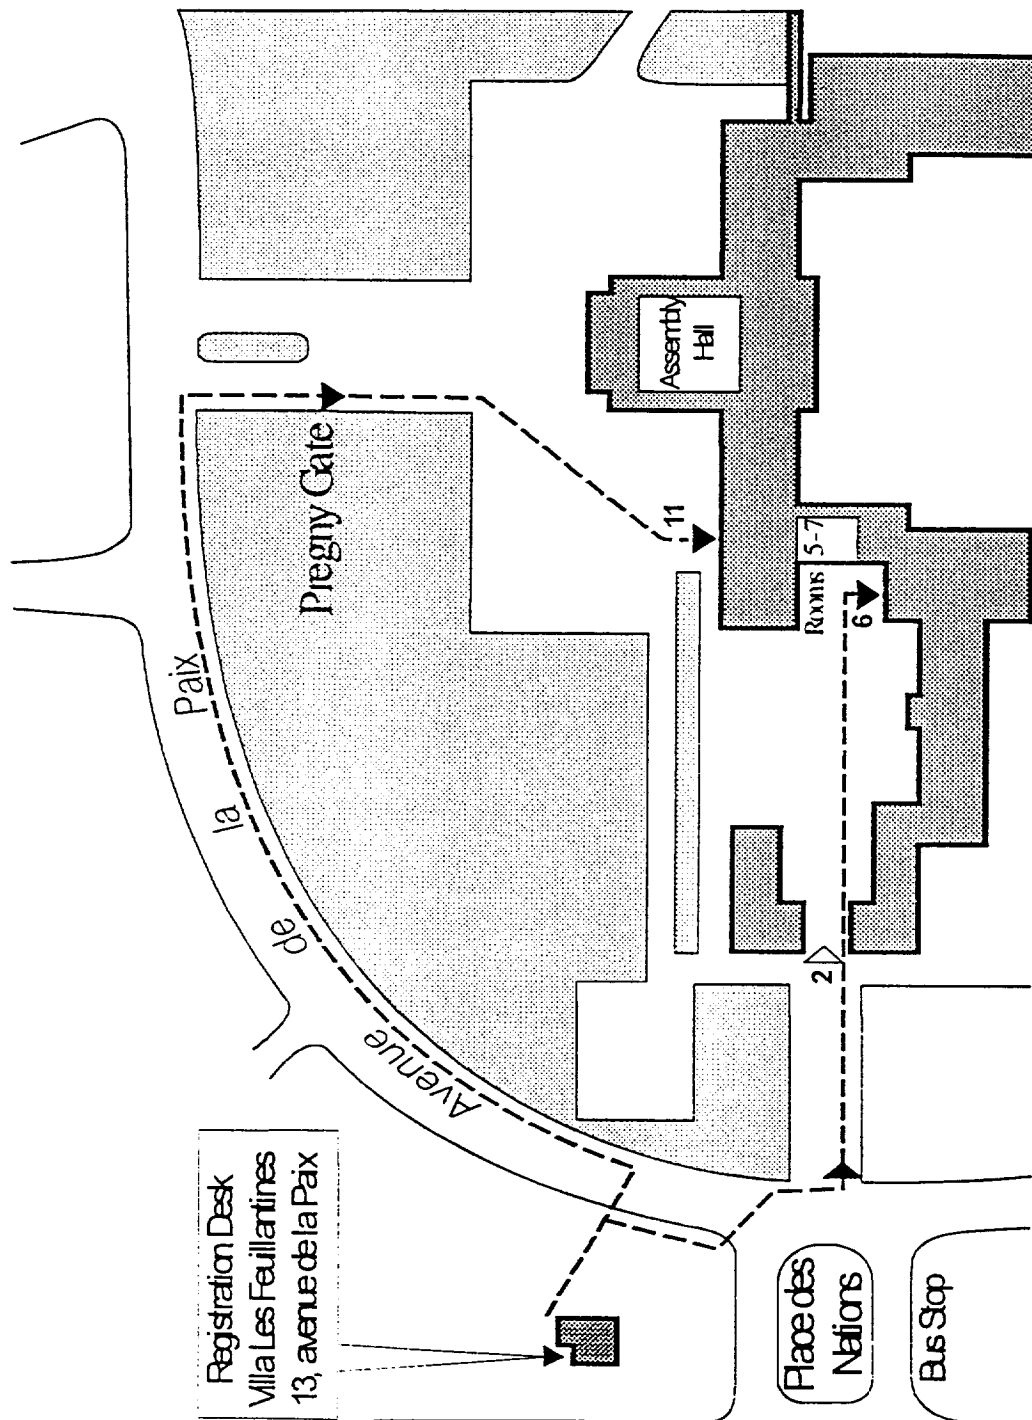 Registration Desk
Villa Les Feuillantines
13, avenue de la Paix
Avenue de la Paix
Pregny Gate
Assembly
Hall
11
Rooms 5-7
6
2
Place des
Nations
Bus Stop